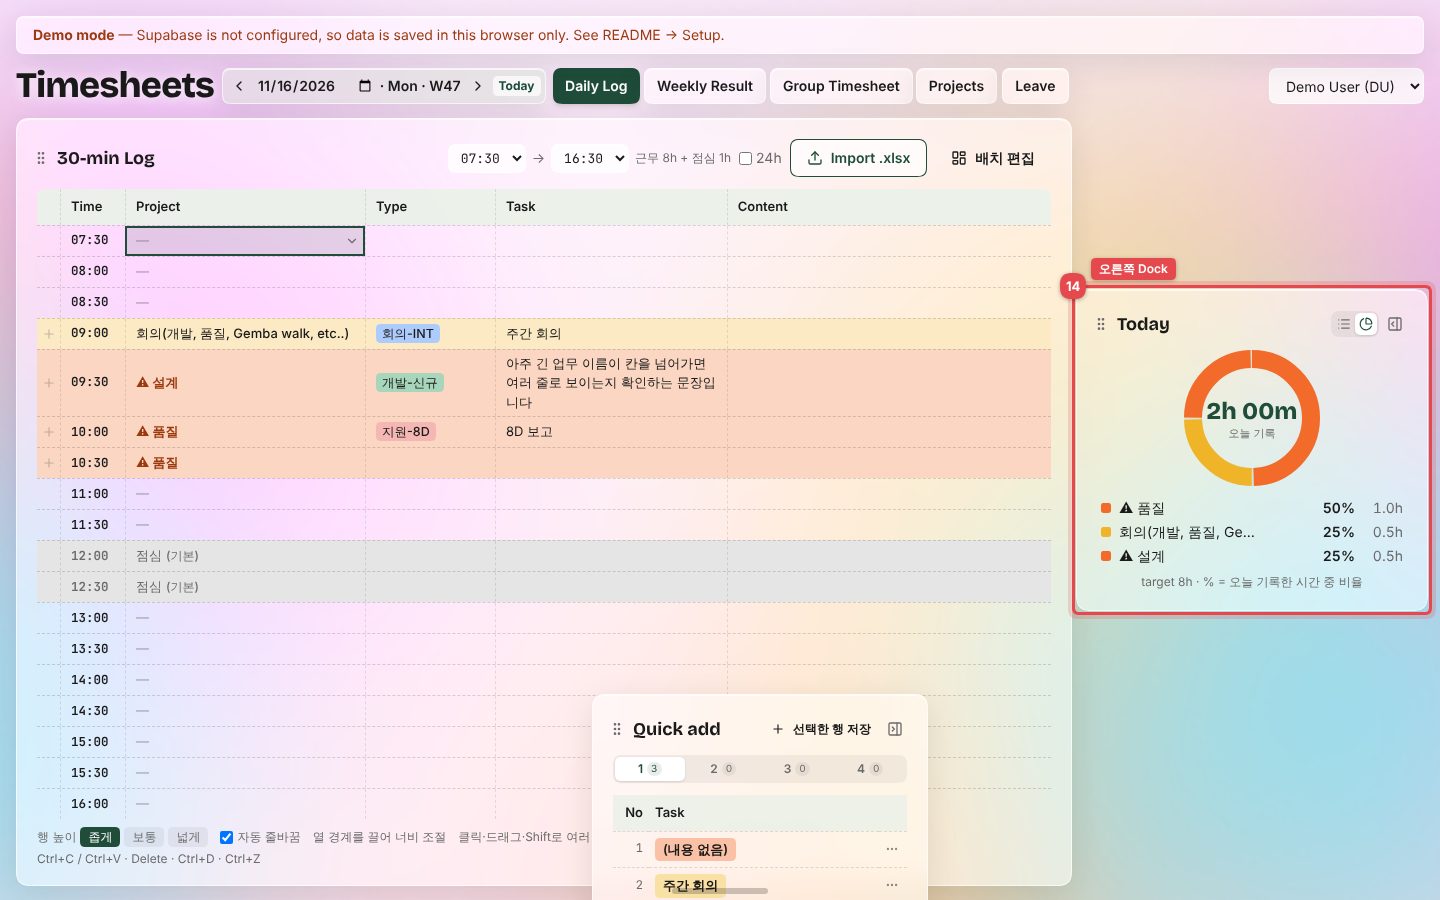 Demo mode — Supabase is not configured, so data is saved in this browser only. See README → Setup.
Timesheets
11/16/2026 · Mon · W47 Today
Daily Log
Weekly Result
Group Timesheet
Projects
Leave
Demo User (DU)
30-min Log
07:30 → 16:30 근무 8h + 점심 1h 24h
Import .xlsx
배치 편집
Time Project Type Task Content
07:30 —
08:00 —
08:30 —
+ 09:00 회의(개발, 품질, Gemba walk, etc..) 회의-INT 주간 회의
+ 09:30 ⚠ 설계 개발-신규 아주 긴 업무 이름이 칸을 넘어가면
여러 줄로 보이는지 확인하는 문장입
니다
+ 10:00 ⚠ 품질 지원-8D 8D 보고
+ 10:30 ⚠ 품질
11:00 —
11:30 —
12:00 점심 (기본)
12:30 점심 (기본)
13:00 —
13:30 —
14:00 —
14:30 —
15:00 —
15:30 —
16:00 —
행 높이 좁게 보통 넓게 자동 줄바꿈 열 경계를 끌어 너비 조절 클릭·드래그·Shift로 여러
Ctrl+C / Ctrl+V · Delete · Ctrl+D · Ctrl+Z
Quick add
+ 선택한 행 저장
1 3 2 0 3 0 4 0
No Task
1 (내용 없음) ···
2 주간 회의 ···
오른쪽 Dock
14
Today
2h 00m
오늘 기록
⚠ 품질 50% 1.0h
회의(개발, 품질, Ge... 25% 0.5h
⚠ 설계 25% 0.5h
target 8h · % = 오늘 기록한 시간 중 비율